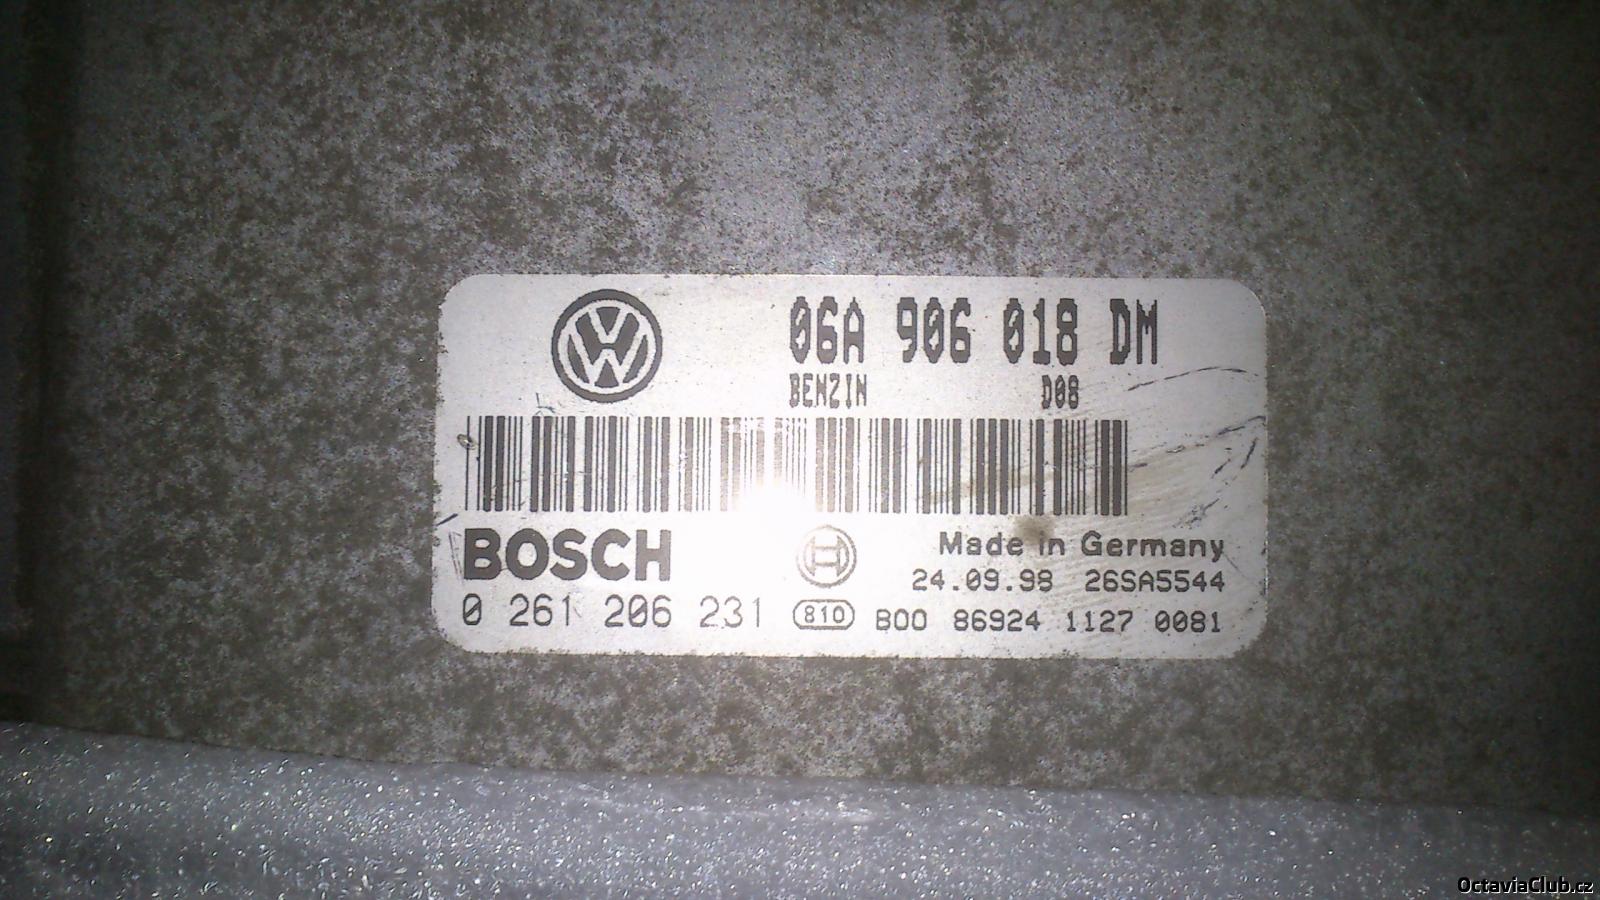 06A 906 018 DM
BENZIN D08
BOSCH
Made in Germany
24.09.98 26SA5544
0 261 206 231 810 B00 86924 1127 0081
OctaviaClub.cz